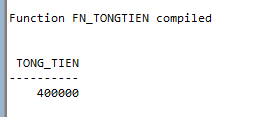 Function FN_TONGTIEN compiled
TONG_TIEN
----------
400000